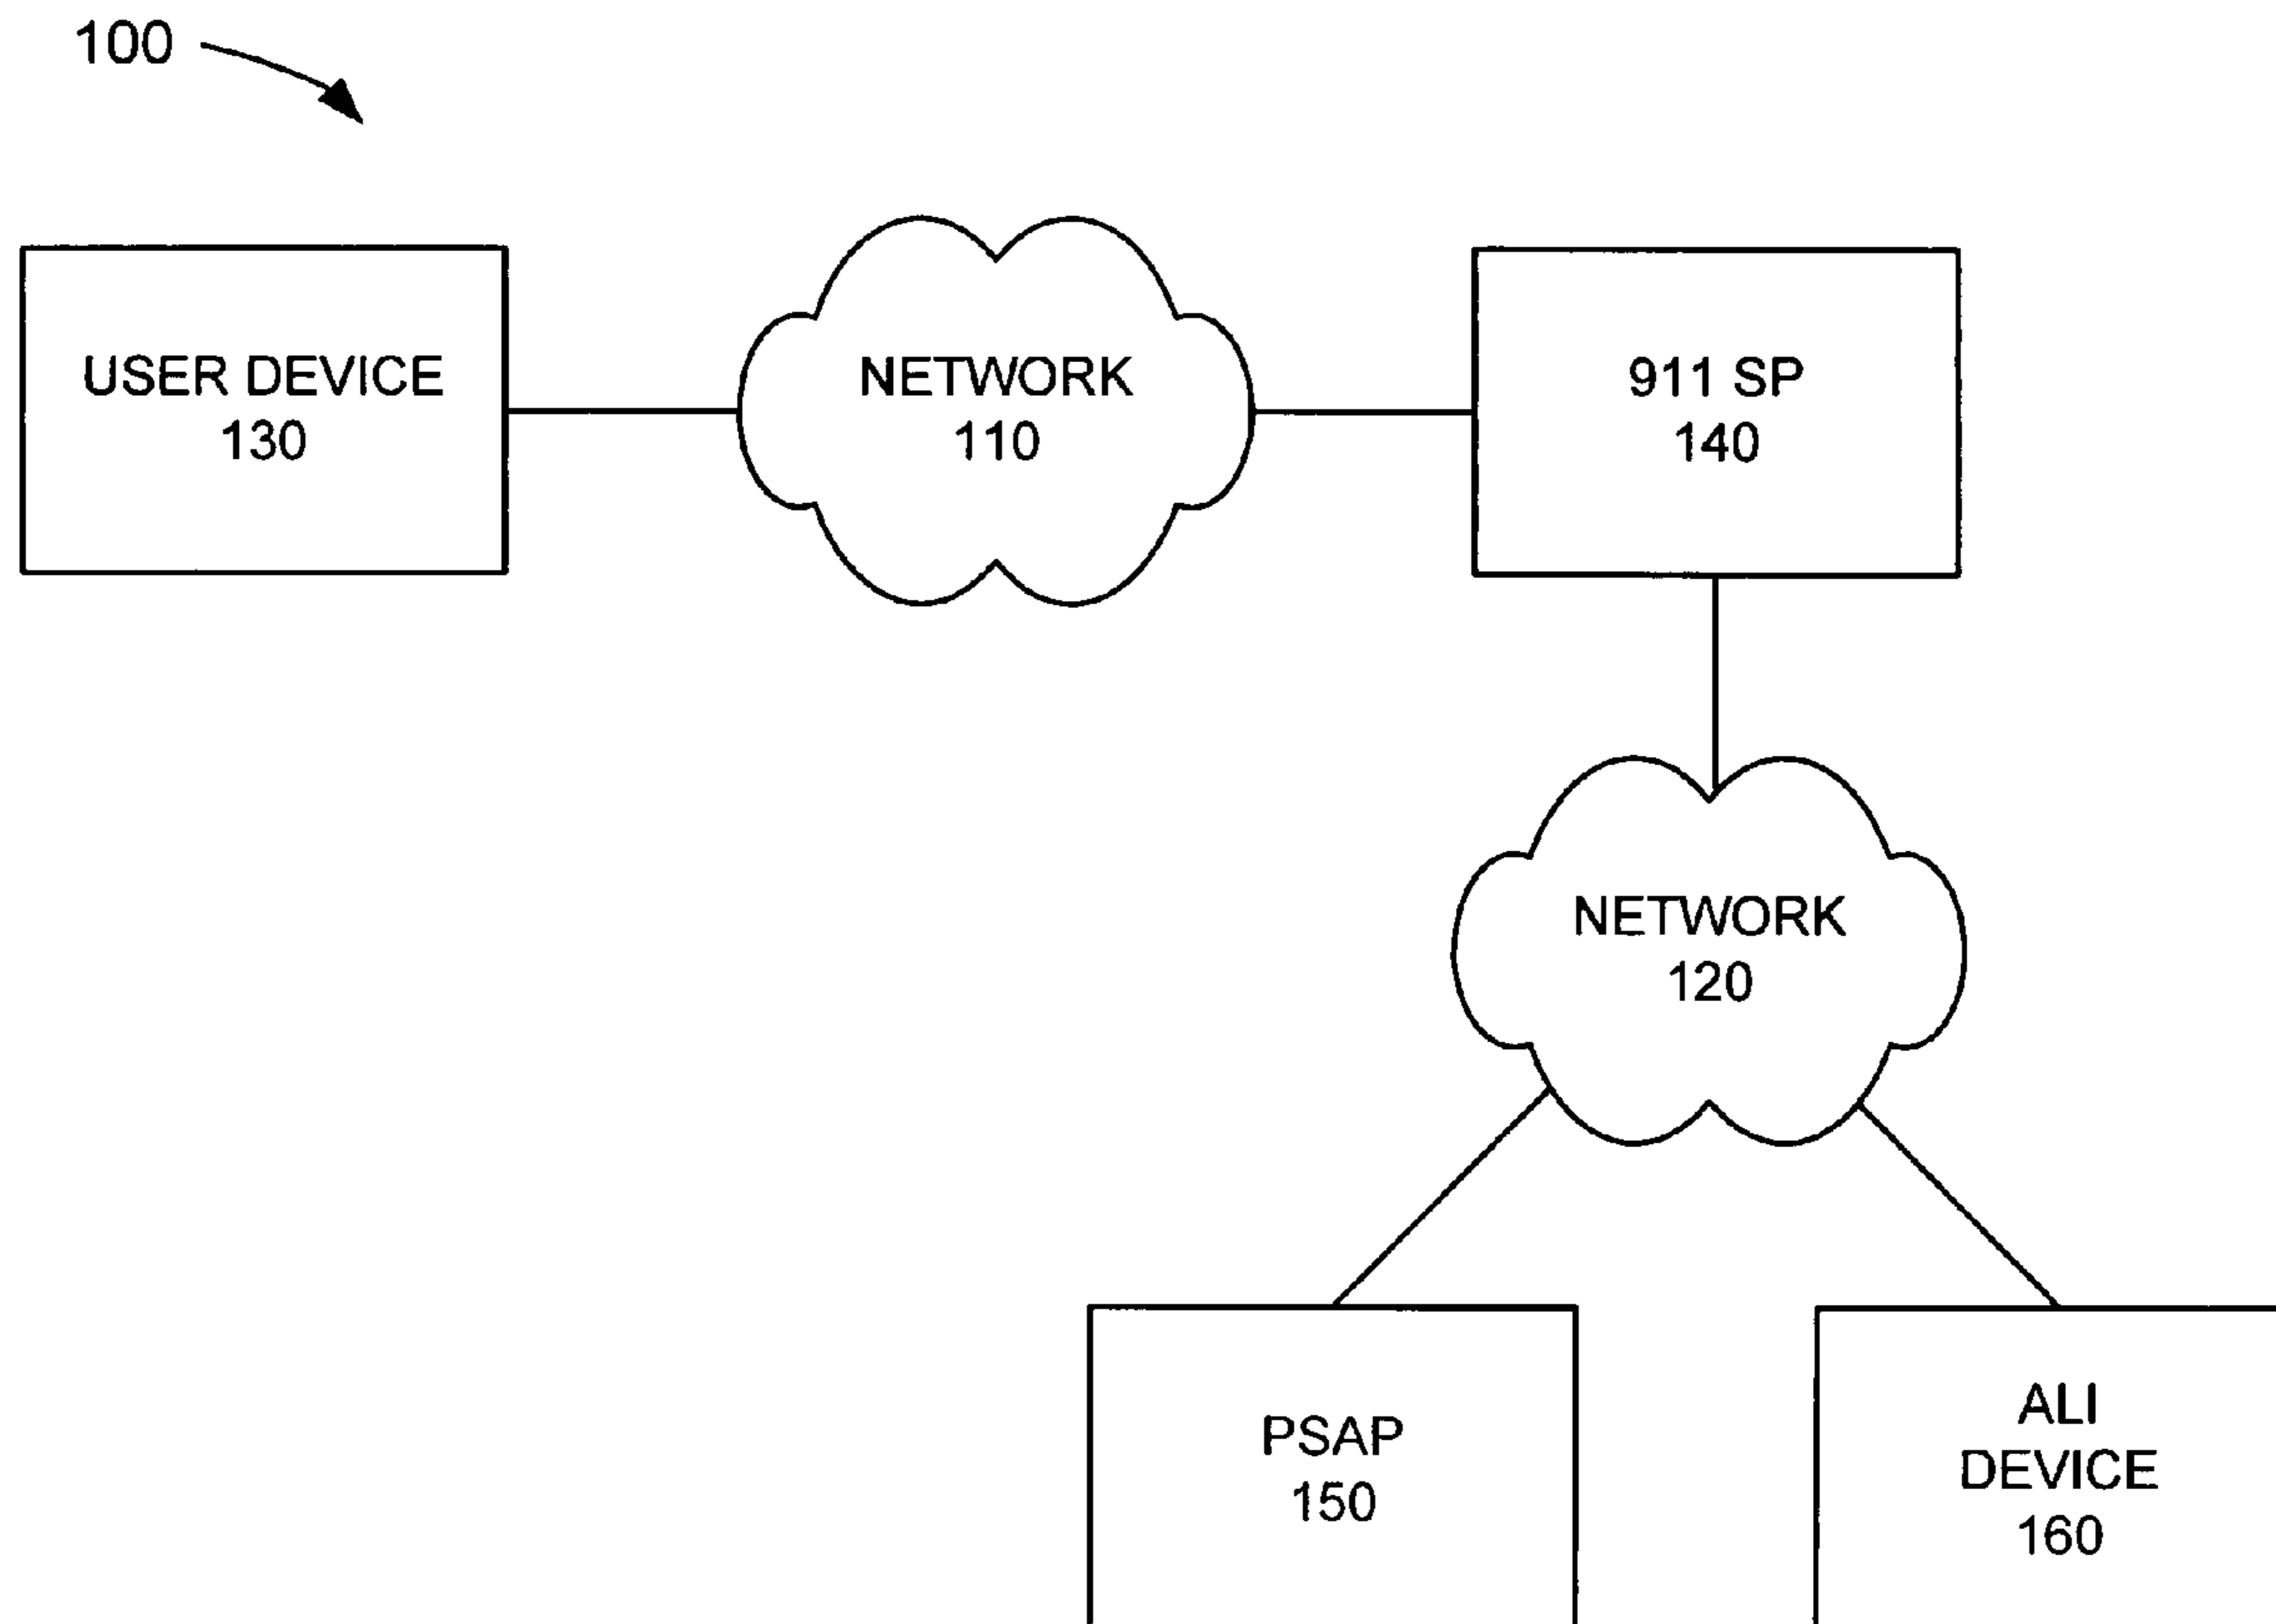 100
USER DEVICE
130
NETWORK
110
911 SP
140
NETWORK
120
PSAP
150
ALI
DEVICE
160